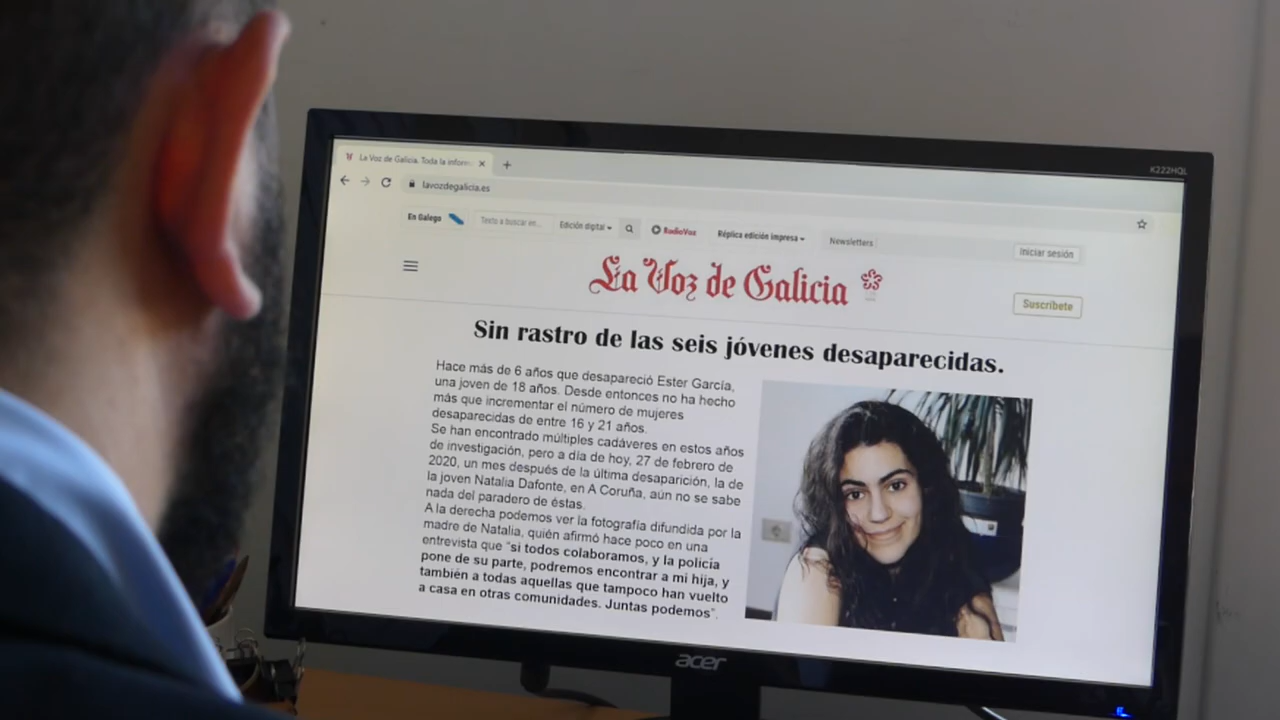 K222HQL
La Voz de Galicia. Toda la inform
lavozdegalicia.es
En Galego
Texto a buscar en...
Edición digital
RadioVoz
Réplica edición impresa
Newsletters
Iniciar sesión
La Voz de Galicia
Suscríbete
Sin rastro de las seis jóvenes desaparecidas.
Hace más de 6 años que desapareció Ester García,
una joven de 18 años. Desde entonces no ha hecho
más que incrementar el número de mujeres
desaparecidas de entre 16 y 21 años.
Se han encontrado múltiples cadáveres en estos años
de investigación, pero a día de hoy, 27 de febrero de
2020, un mes después de la última desaparición, la de
la joven Natalia Dafonte, en A Coruña, aún no se sabe
nada del paradero de éstas.
A la derecha podemos ver la fotografía difundida por la
madre de Natalia, quién afirmó hace poco en una
entrevista que "si todos colaboramos, y la policía
pone de su parte, podremos encontrar a mi hija, y
también a todas aquellas que tampoco han vuelto
a casa en otras comunidades. Juntas podemos".
acer